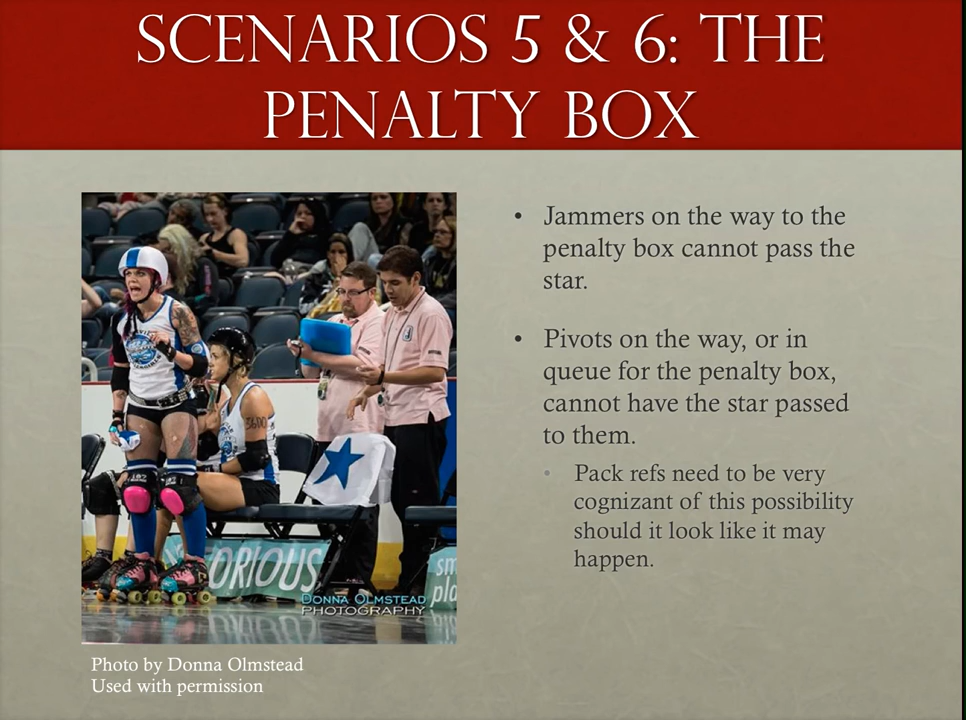 SCENARIOS 5 & 6: THE
PENALTY BOX
• Jammers on the way to the
penalty box cannot pass the
star.
• Pivots on the way, or in
queue for the penalty box,
cannot have the star passed
to them.
• Pack refs need to be very
cognizant of this possibility
should it look like it may
happen.
ORIOUS
sm
pla
DONNA OLMSTEAD
PHOTOGRAPHY
Photo by Donna Olmstead
Used with permission